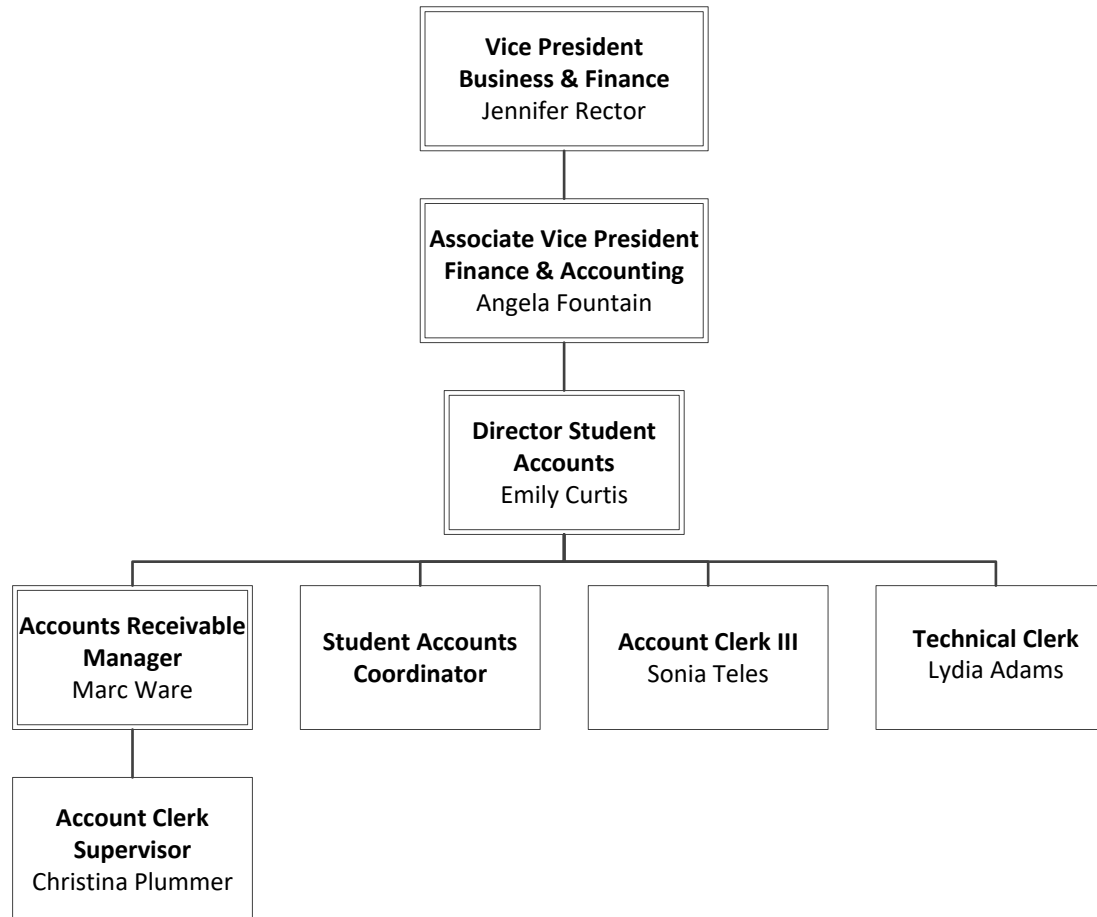 Vice President
Business & Finance
Jennifer Rector
Associate Vice President
Finance & Accounting
Angela Fountain
Director Student
Accounts
Emily Curtis
Accounts Receivable
Manager
Marc Ware
Student Accounts
Coordinator
Account Clerk III
Sonia Teles
Technical Clerk
Lydia Adams
Account Clerk
Supervisor
Christina Plummer